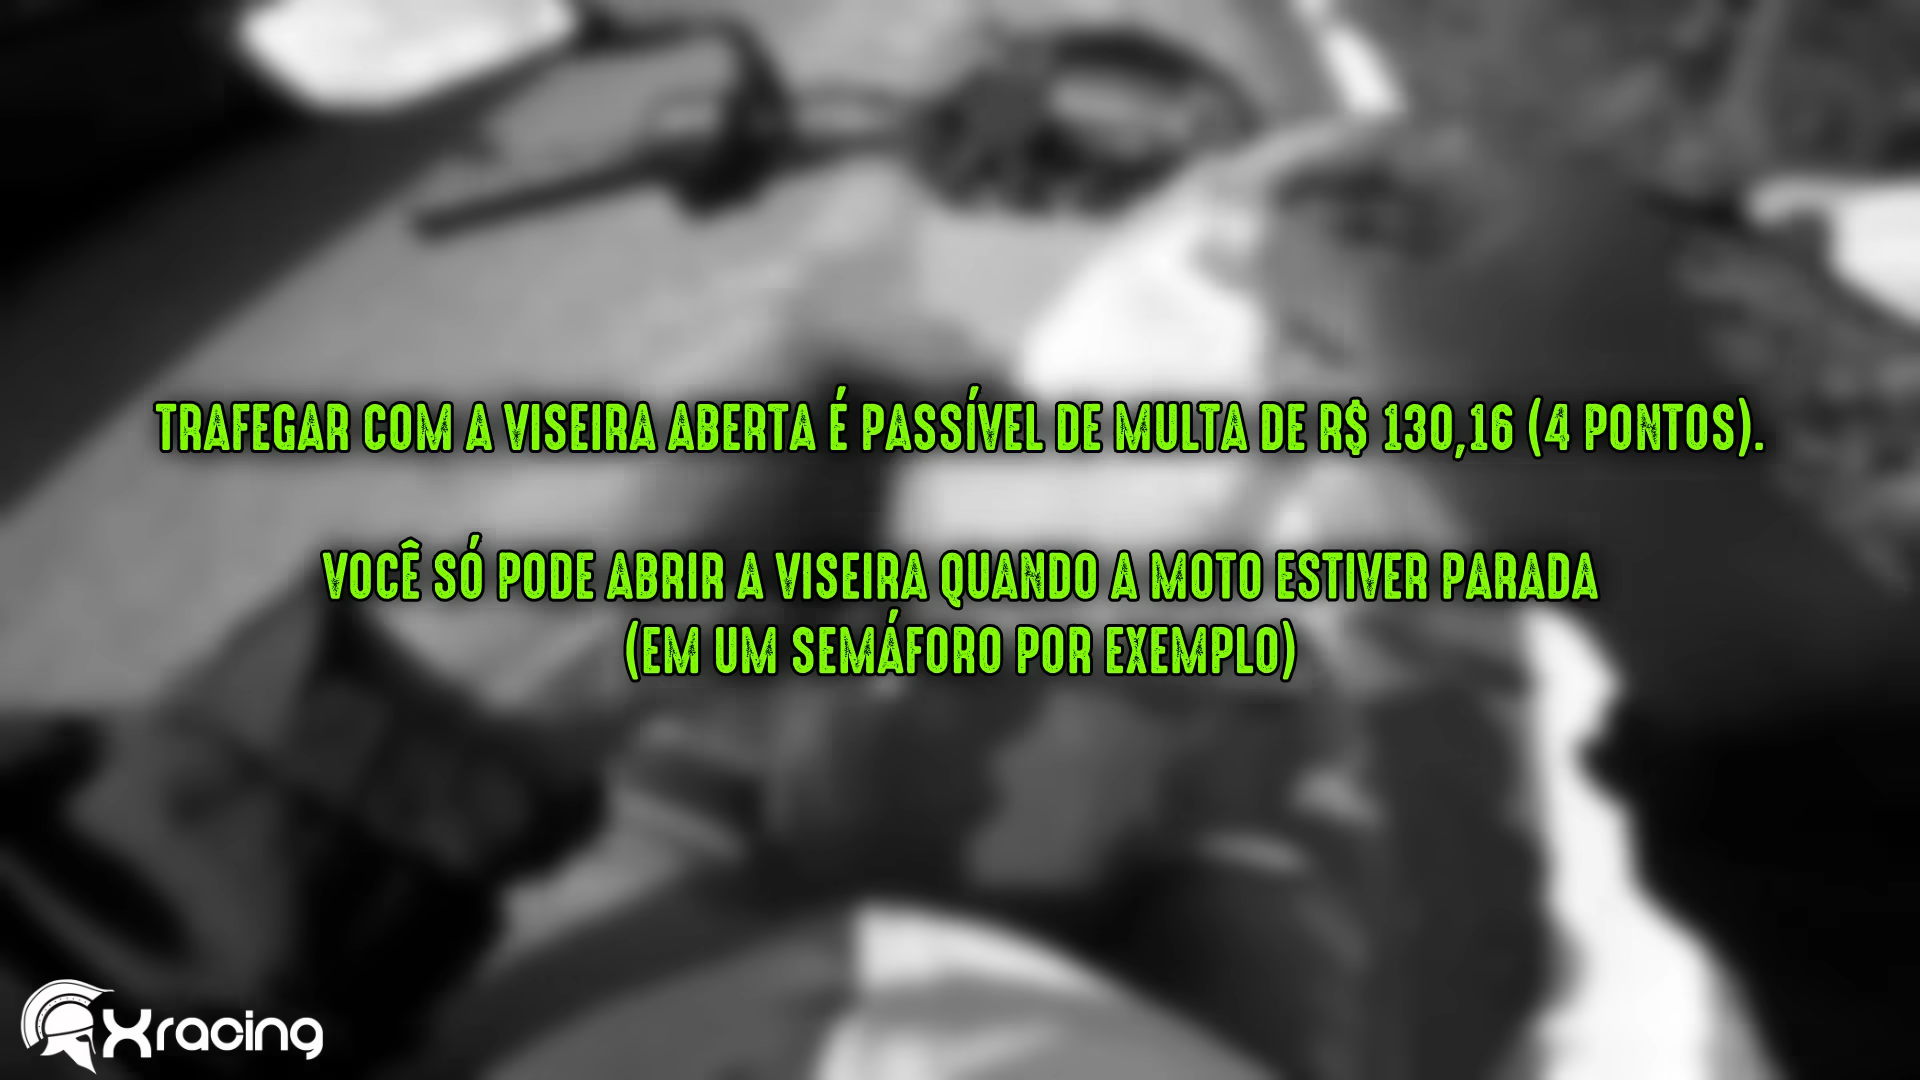 TRAFEGAR COM A VISEIRA ABERTA É PASSÍVEL DE MULTA DE R$ 130,16 (4 PONTOS).
VOCÊ SÓ PODE ABRIR A VISEIRA QUANDO A MOTO ESTIVER PARADA
(EM UM SEMÁFORO POR EXEMPLO)
Xracing